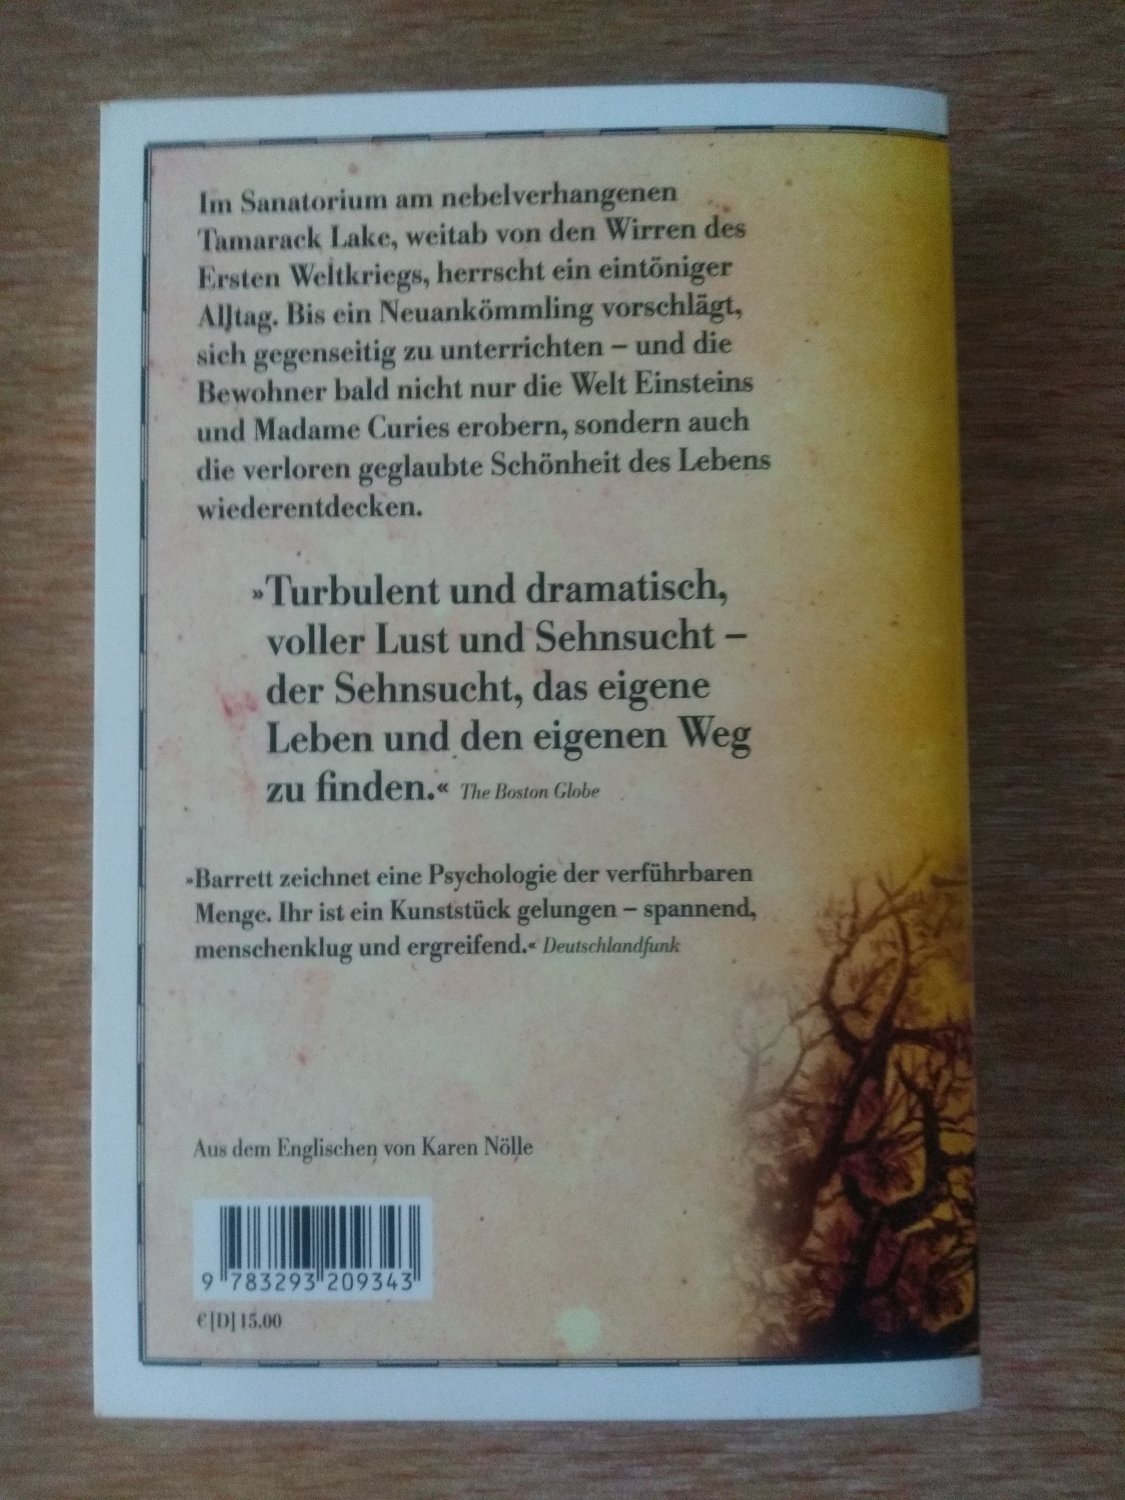 Im Sanatorium am nebelverhangenen
Tamarack Lake, weitab von den Wirren des
Ersten Weltkriegs, herrscht ein eintöniger
Alltag. Bis ein Neuankömmling vorschlägt,
sich gegenseitig zu unterrichten – und die
Bewohner bald nicht nur die Welt Einsteins
und Madame Curies erobern, sondern auch
die verloren geglaubte Schönheit des Lebens
wiederentdecken.
»Turbulent und dramatisch,
voller Lust und Sehnsucht –
der Sehnsucht, das eigene
Leben und den eigenen Weg
zu finden.« The Boston Globe
»Barrett zeichnet eine Psychologie der verführbaren
Menge. Ihr ist ein Kunststück gelungen – spannend,
menschenklug und ergreifend.« Deutschlandfunk
Aus dem Englischen von Karen Nölle
9 783293 209343
€ [D] 15.00